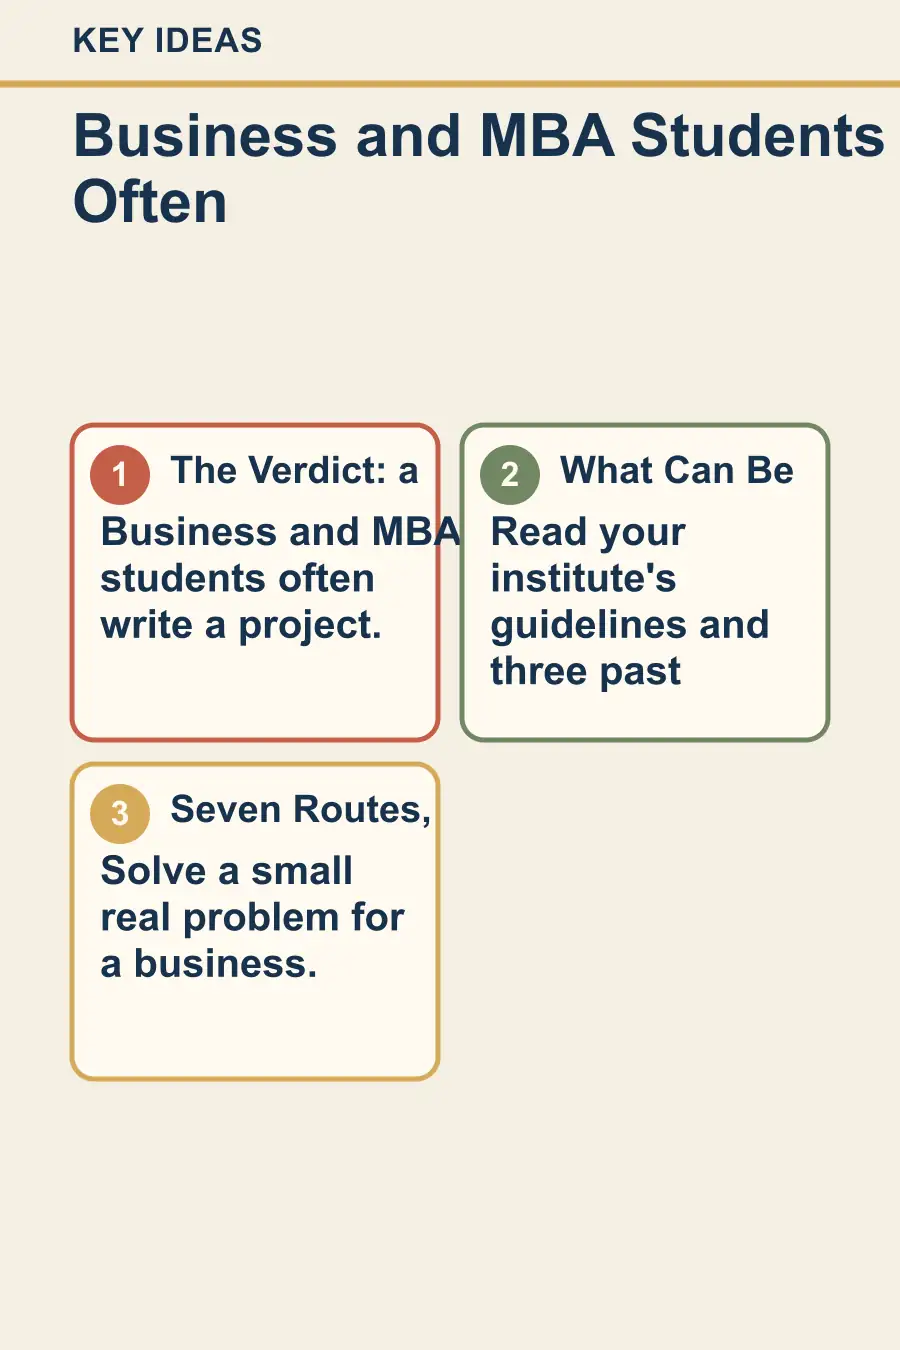 KEY IDEAS
Business and MBA Students
Often
1
The Verdict: a
Business and MBA
students often
write a project.
2
What Can Be
Read your
institute's
guidelines and
three past
3
Seven Routes,
Solve a small
real problem for
a business.